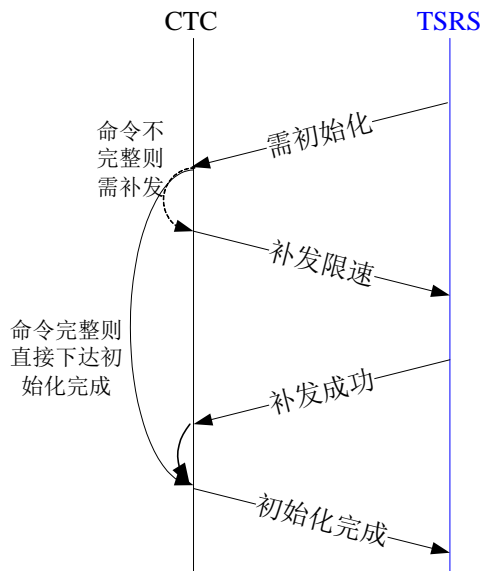 CTC
TSRS
需初始化
命令不
完整则
需补发
补发限速
命令完整则
直接下达初
始化完成
补发成功
初始化完成